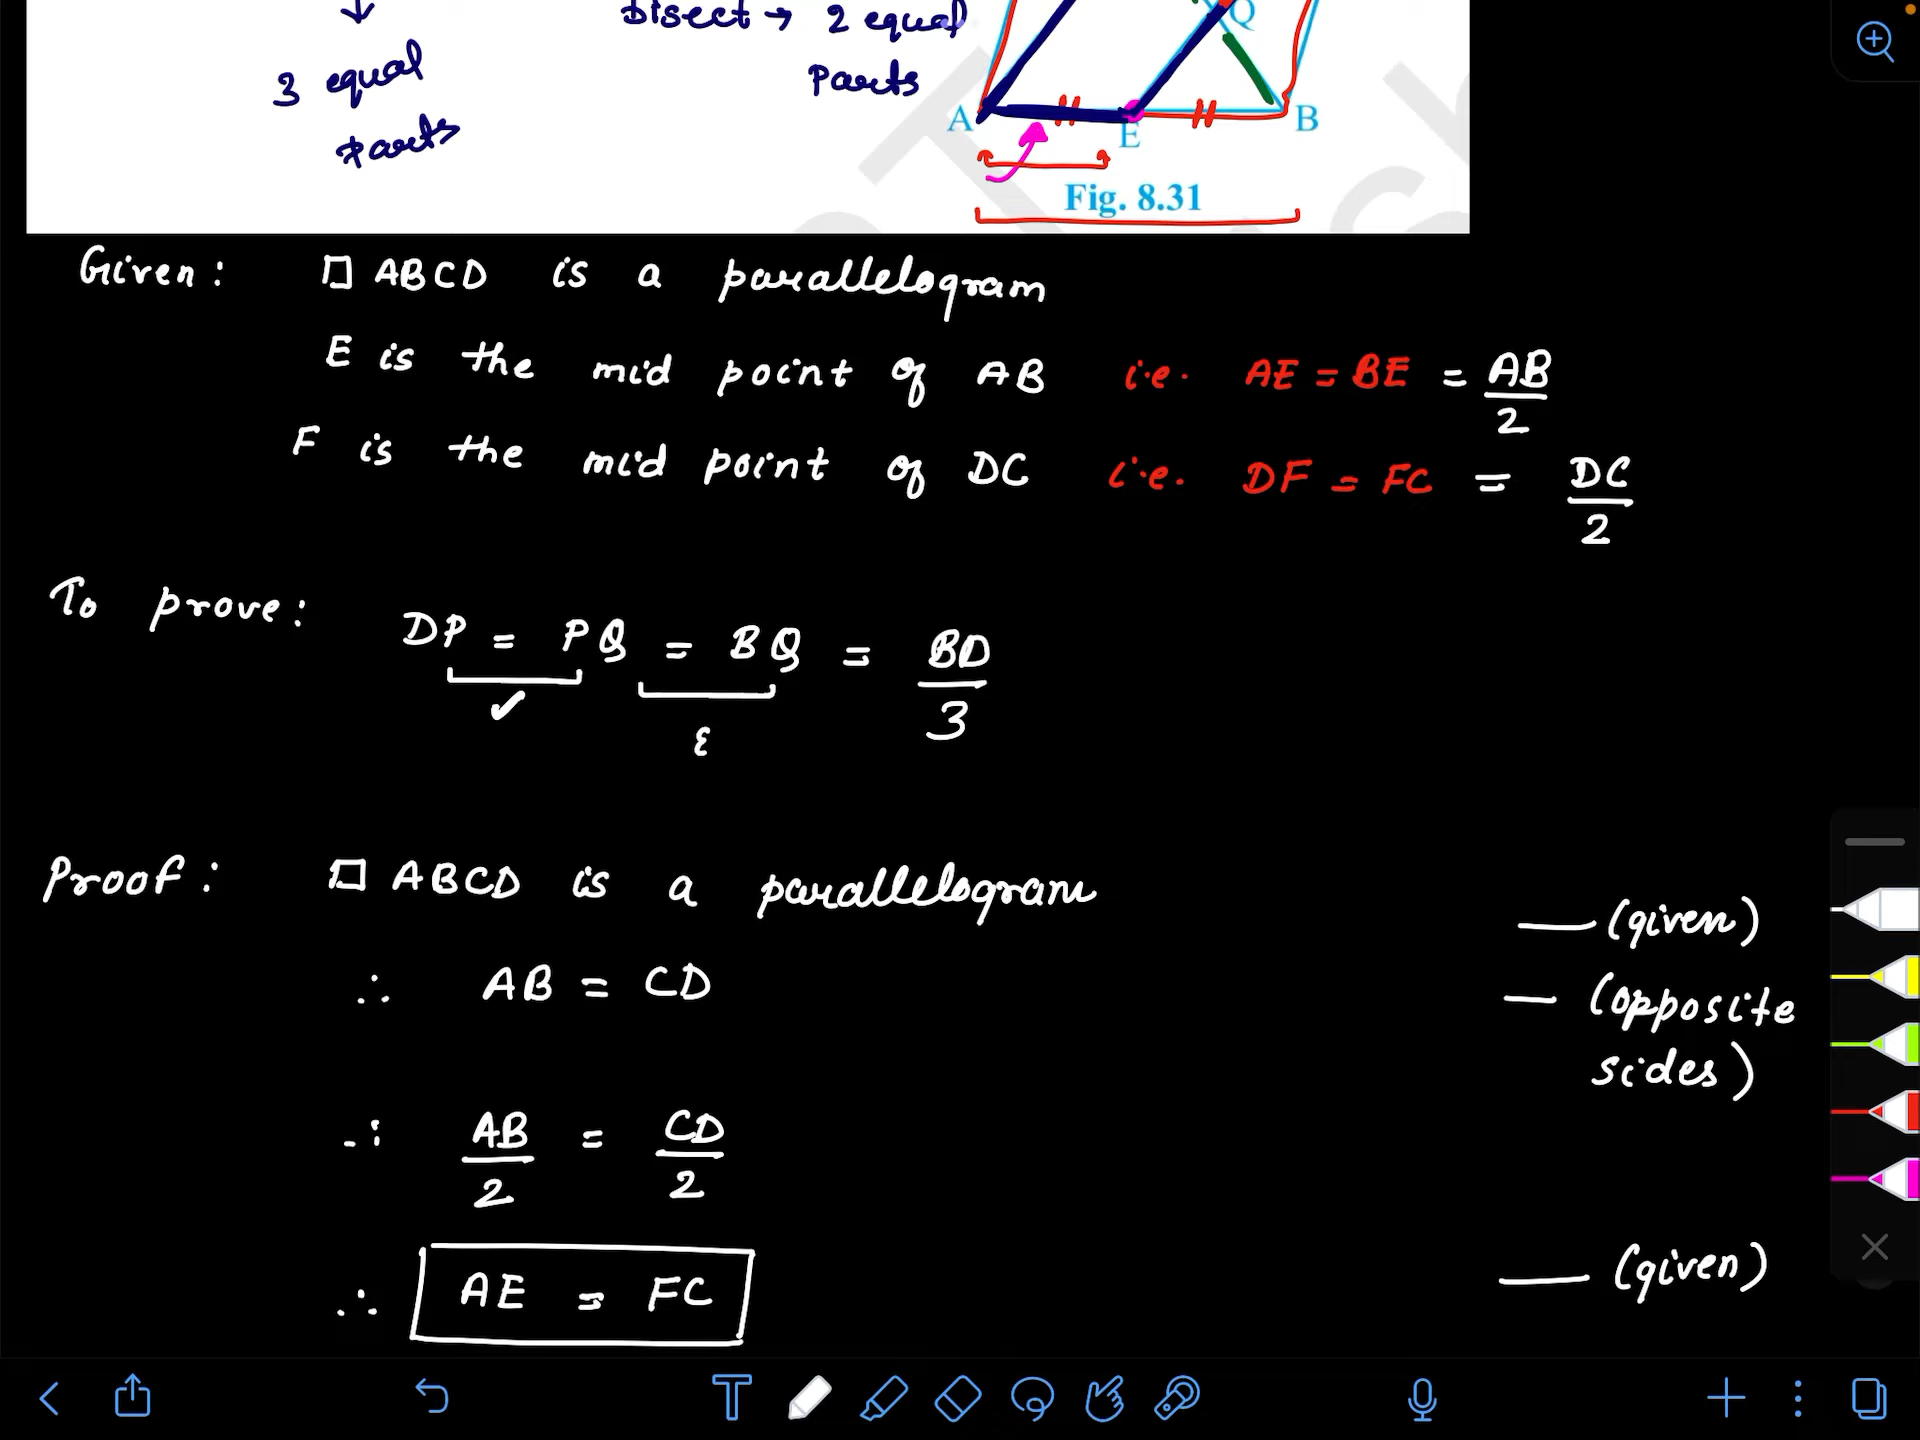 Bisect → 2 equal
Parts
3 equal
Parts
Q
A
E
B
Fig. 8.31
Given: □ ABCD is a parallelogram
E is the mid point of AB i.e. AE = BE = AB/2
F is the mid point of DC i.e. DF = FC = DC/2
To prove: DP = PQ = BQ = BD/3
✓
ε
Proof: □ ABCD is a parallelogram — (given)
∴ AB = CD — (opposite
sides)
∴ AB/2 = CD/2
∴ AE = FC — (given)
T